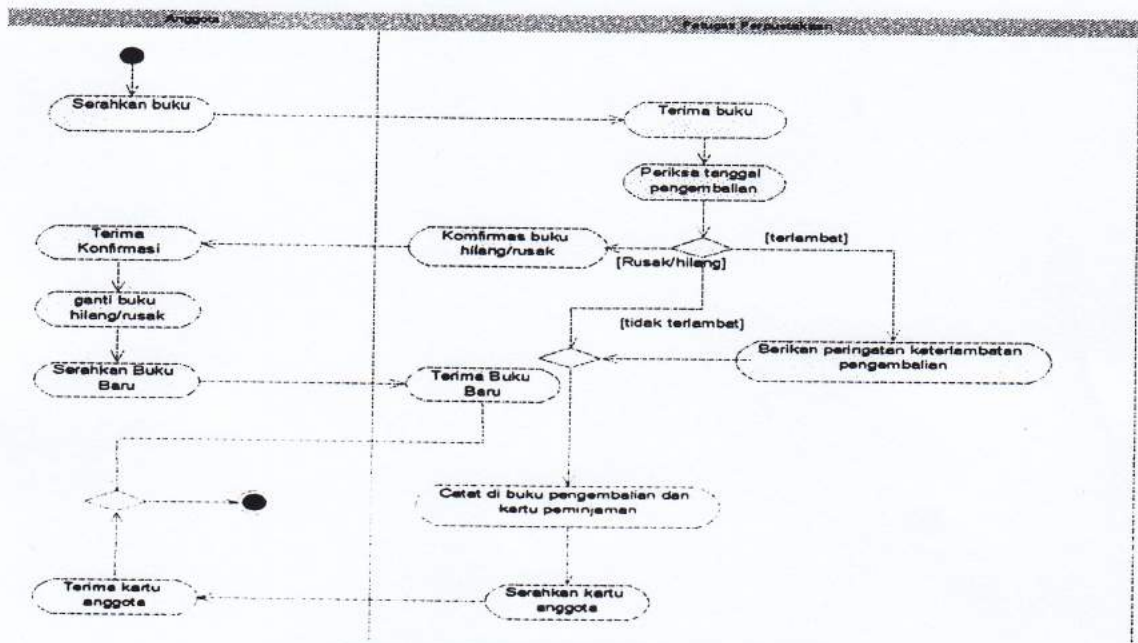 Anggota
Petugas Perpustakaan
Serahkan buku
Terima buku
Periksa tanggal
pengembalian
Terima
Konfirmasi
Komfirmas buku
hilang/rusak
[Rusak/hilang]
[terlambat]
ganti buku
hilang/rusak
[tidak terlambat]
Serahkan Buku
Baru
Terima Buku
Baru
Berikan peringatan keterlambatan
pengembalian
Catat di buku pengembalian dan
kartu peminjaman
Terima kartu
anggota
Serahkan kartu
anggota